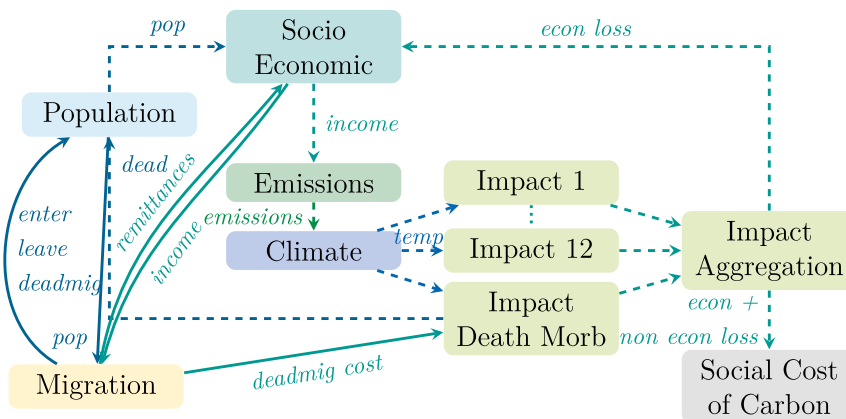 pop
econ loss
Socio
Economic
Population
income
dead
remittances
Emissions
Impact 1
enter
leave
deadmig
emissions
income
Climate
temp
Impact 12
Impact
Aggregation
Impact
Death Morb
econ +
non econ loss
pop
Migration
deadmig cost
Social Cost
of Carbon